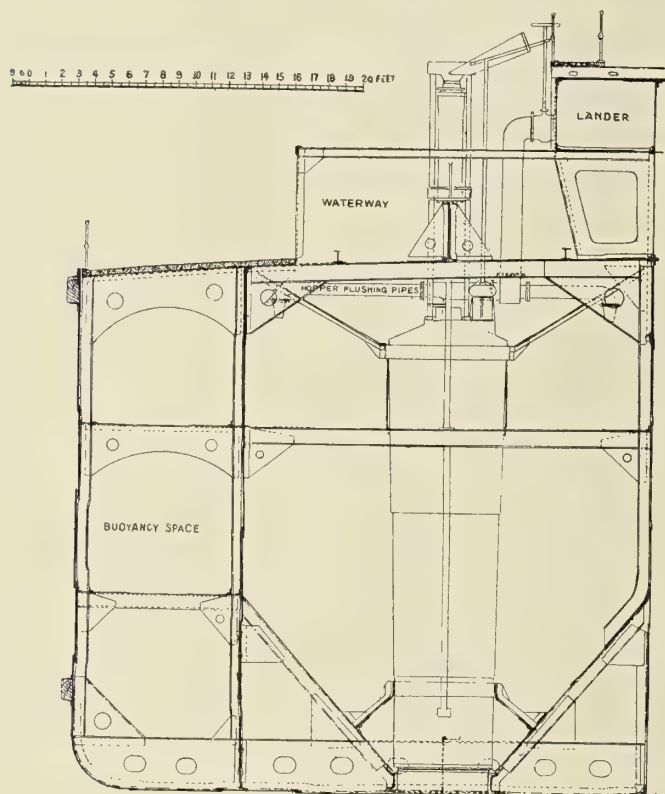 9 6 0 1 2 3 4 5 6 7 8 9 10 11 12 13 14 15 16 17 18 19 20 FEET
LANDER
WATERWAY
HOPPER FLUSHING PIPES
BUOYANCY SPACE